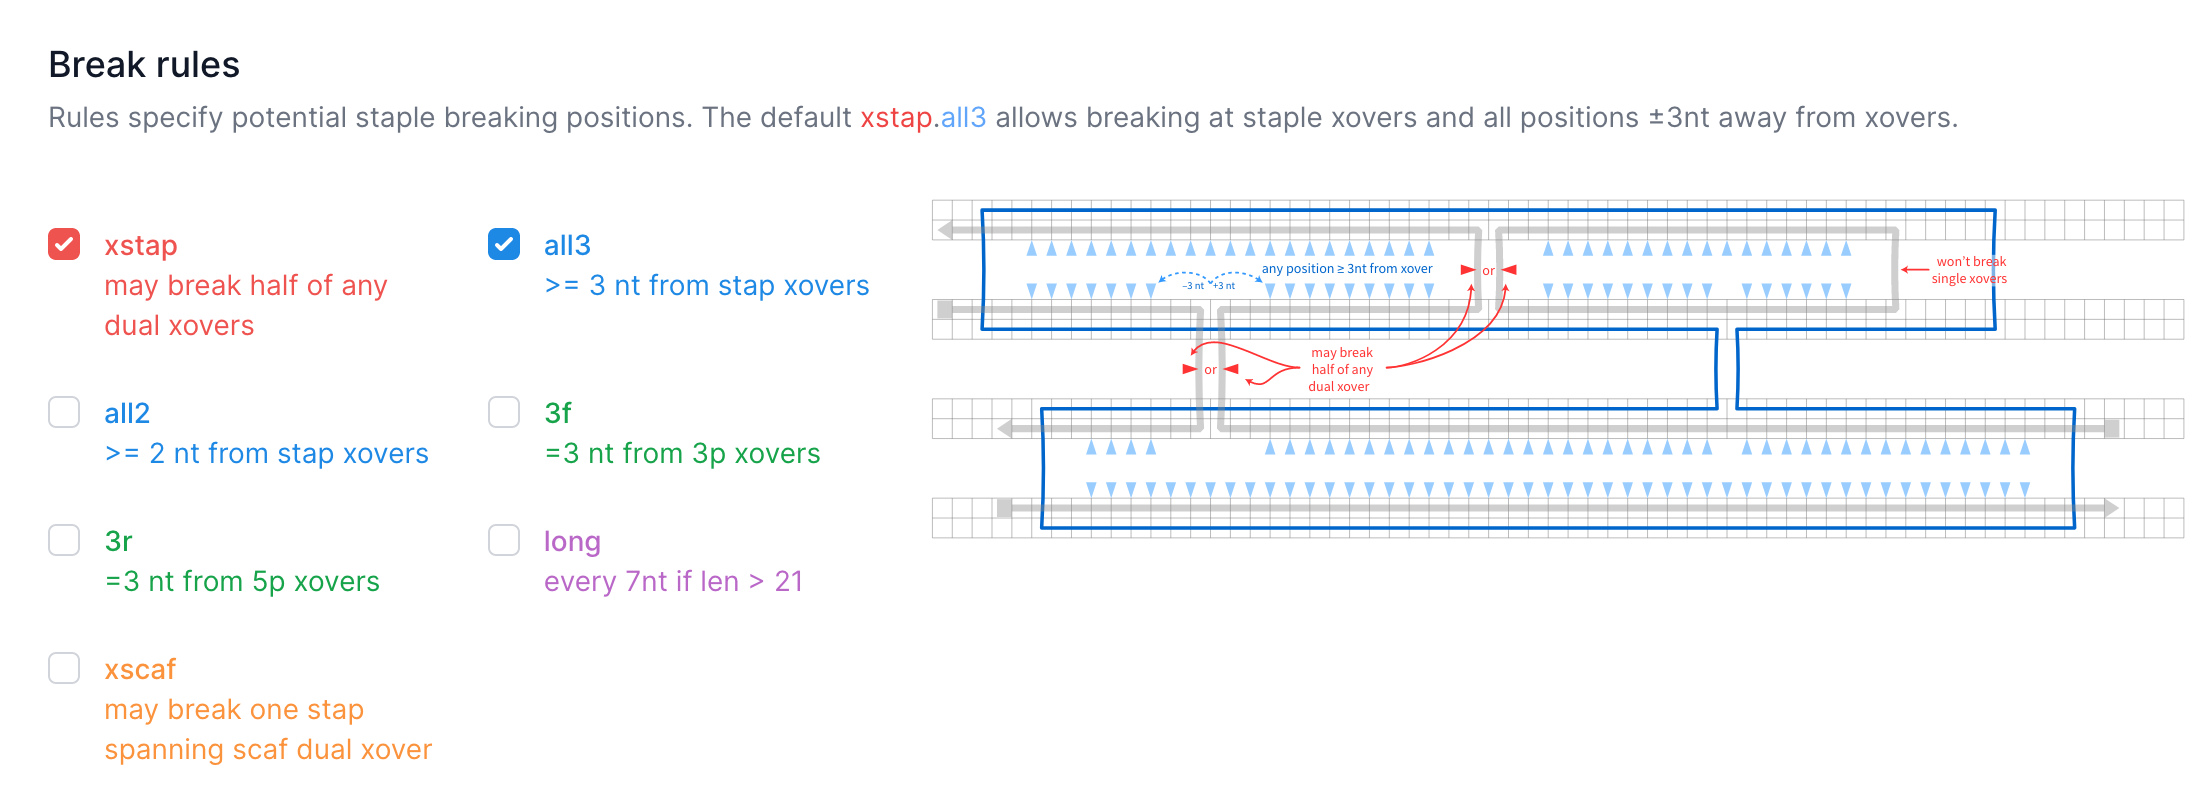 Break rules
Rules specify potential staple breaking positions. The default xstap.all3 allows breaking at staple xovers and all positions ±3nt away from xovers.
xstap
may break half of any
dual xovers
all3
>= 3 nt from stap xovers
all2
>= 2 nt from stap xovers
3f
=3 nt from 3p xovers
3r
=3 nt from 5p xovers
long
every 7nt if len > 21
xscaf
may break one stap
spanning scaf dual xover
any position ≥ 3nt from xover
−3 nt
+3 nt
or
won't break
single xovers
or
may break
half of any
dual xover